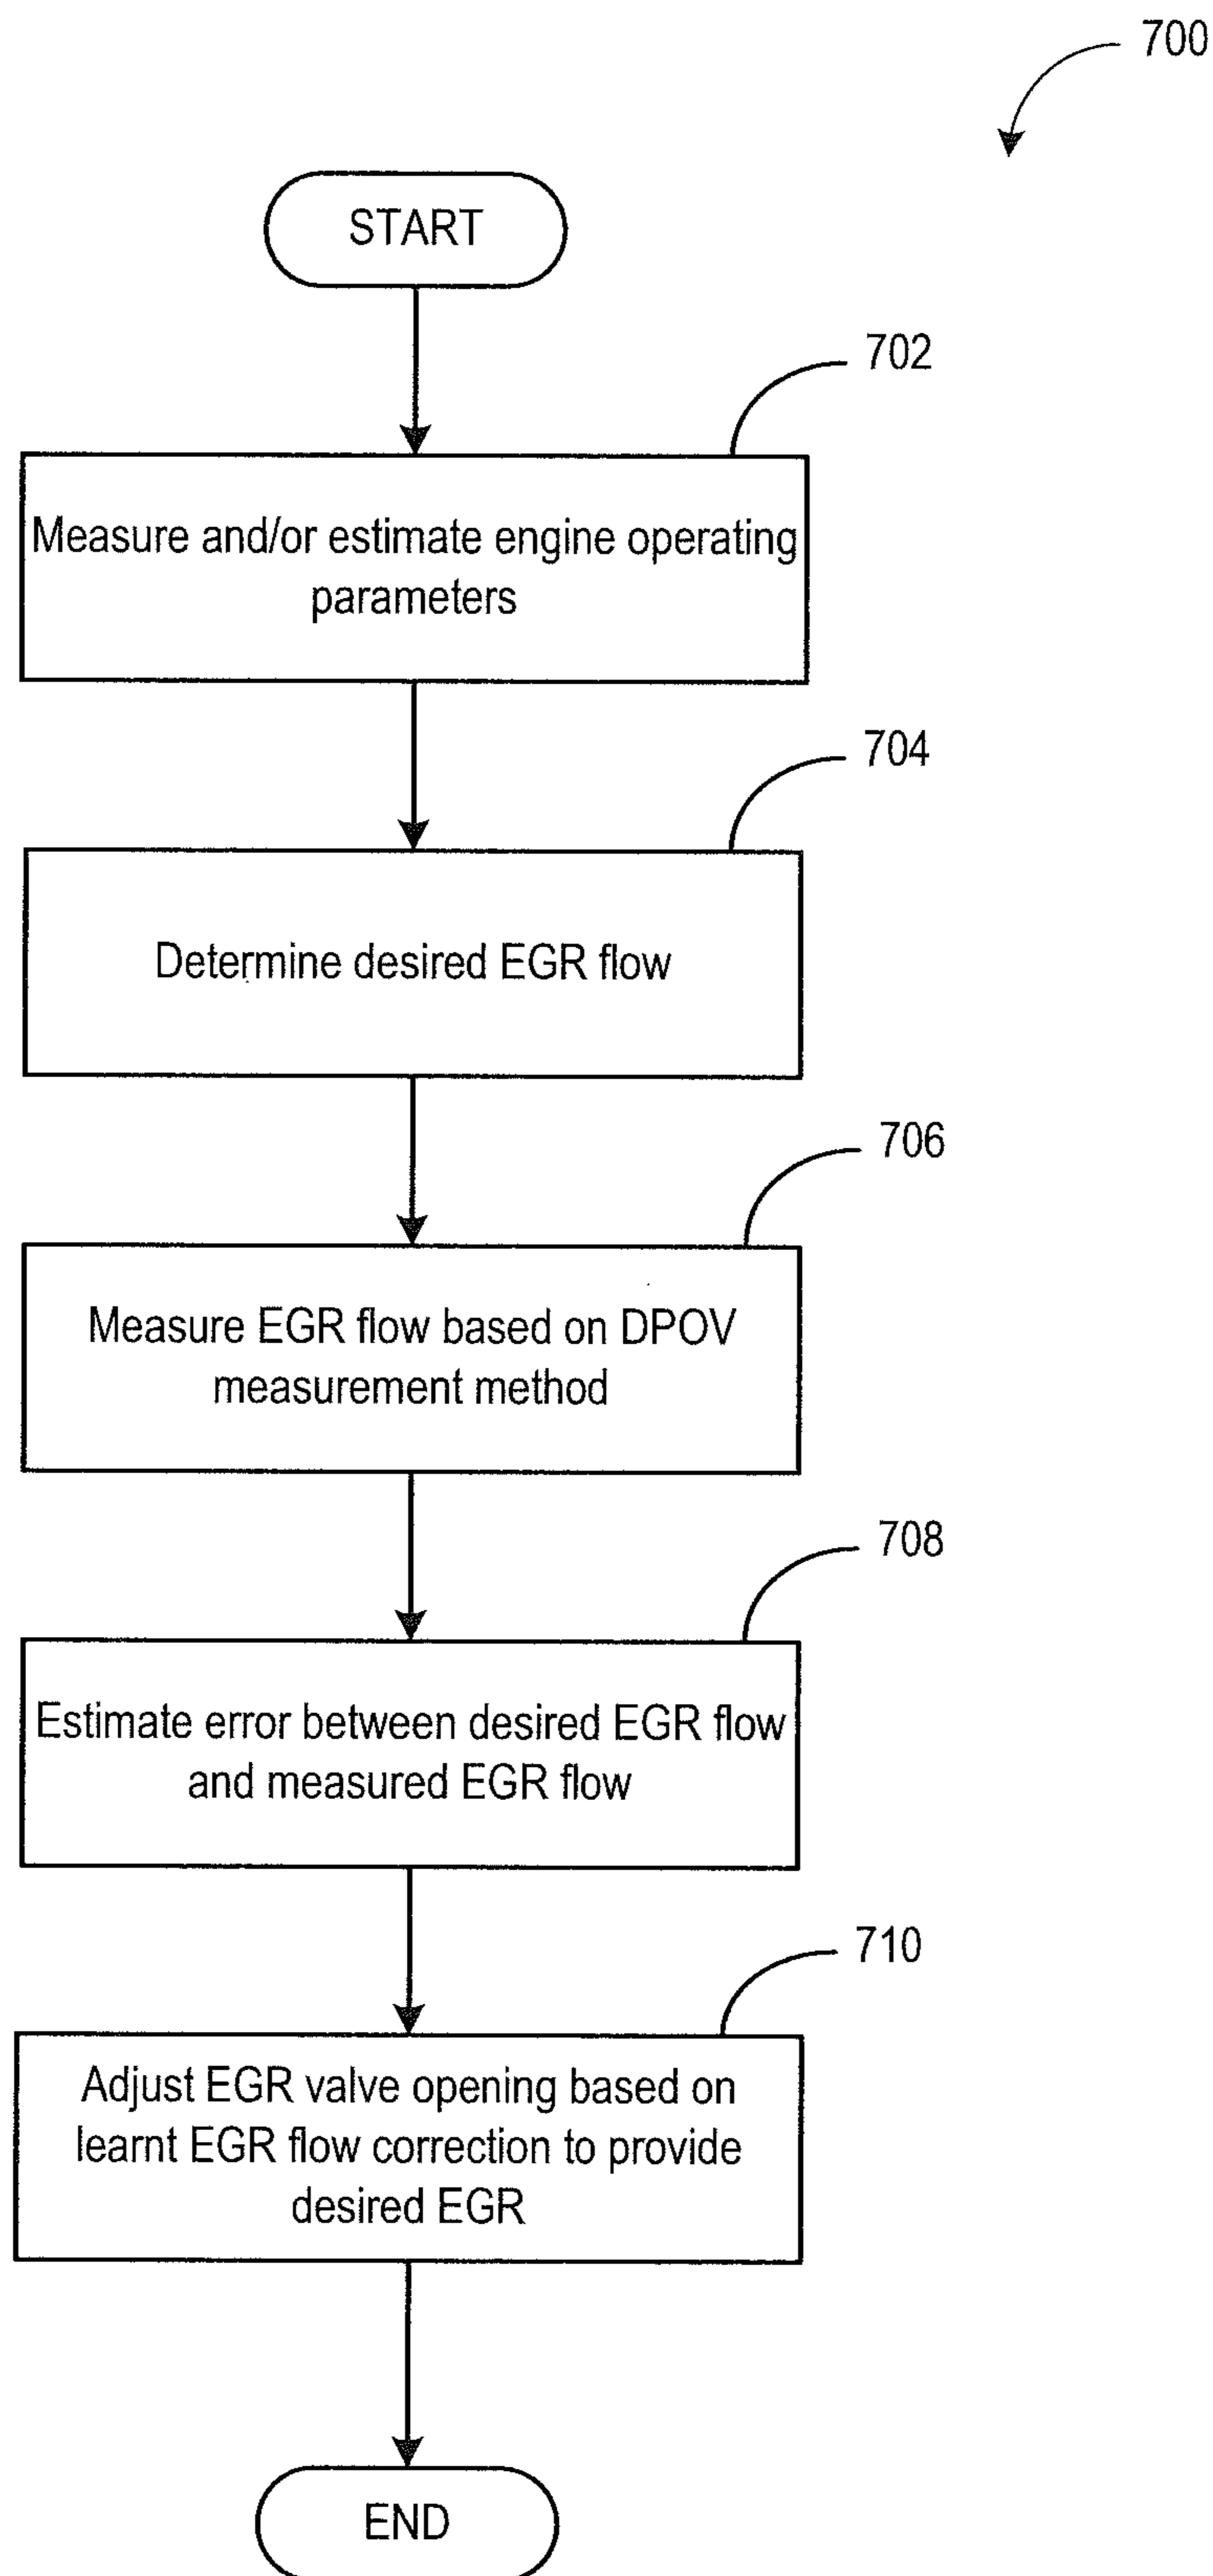 700
START
702
Measure and/or estimate engine operating
parameters
704
Determine desired EGR flow
706
Measure EGR flow based on DPOV
measurement method
708
Estimate error between desired EGR flow
and measured EGR flow
710
Adjust EGR valve opening based on
learnt EGR flow correction to provide
desired EGR
END